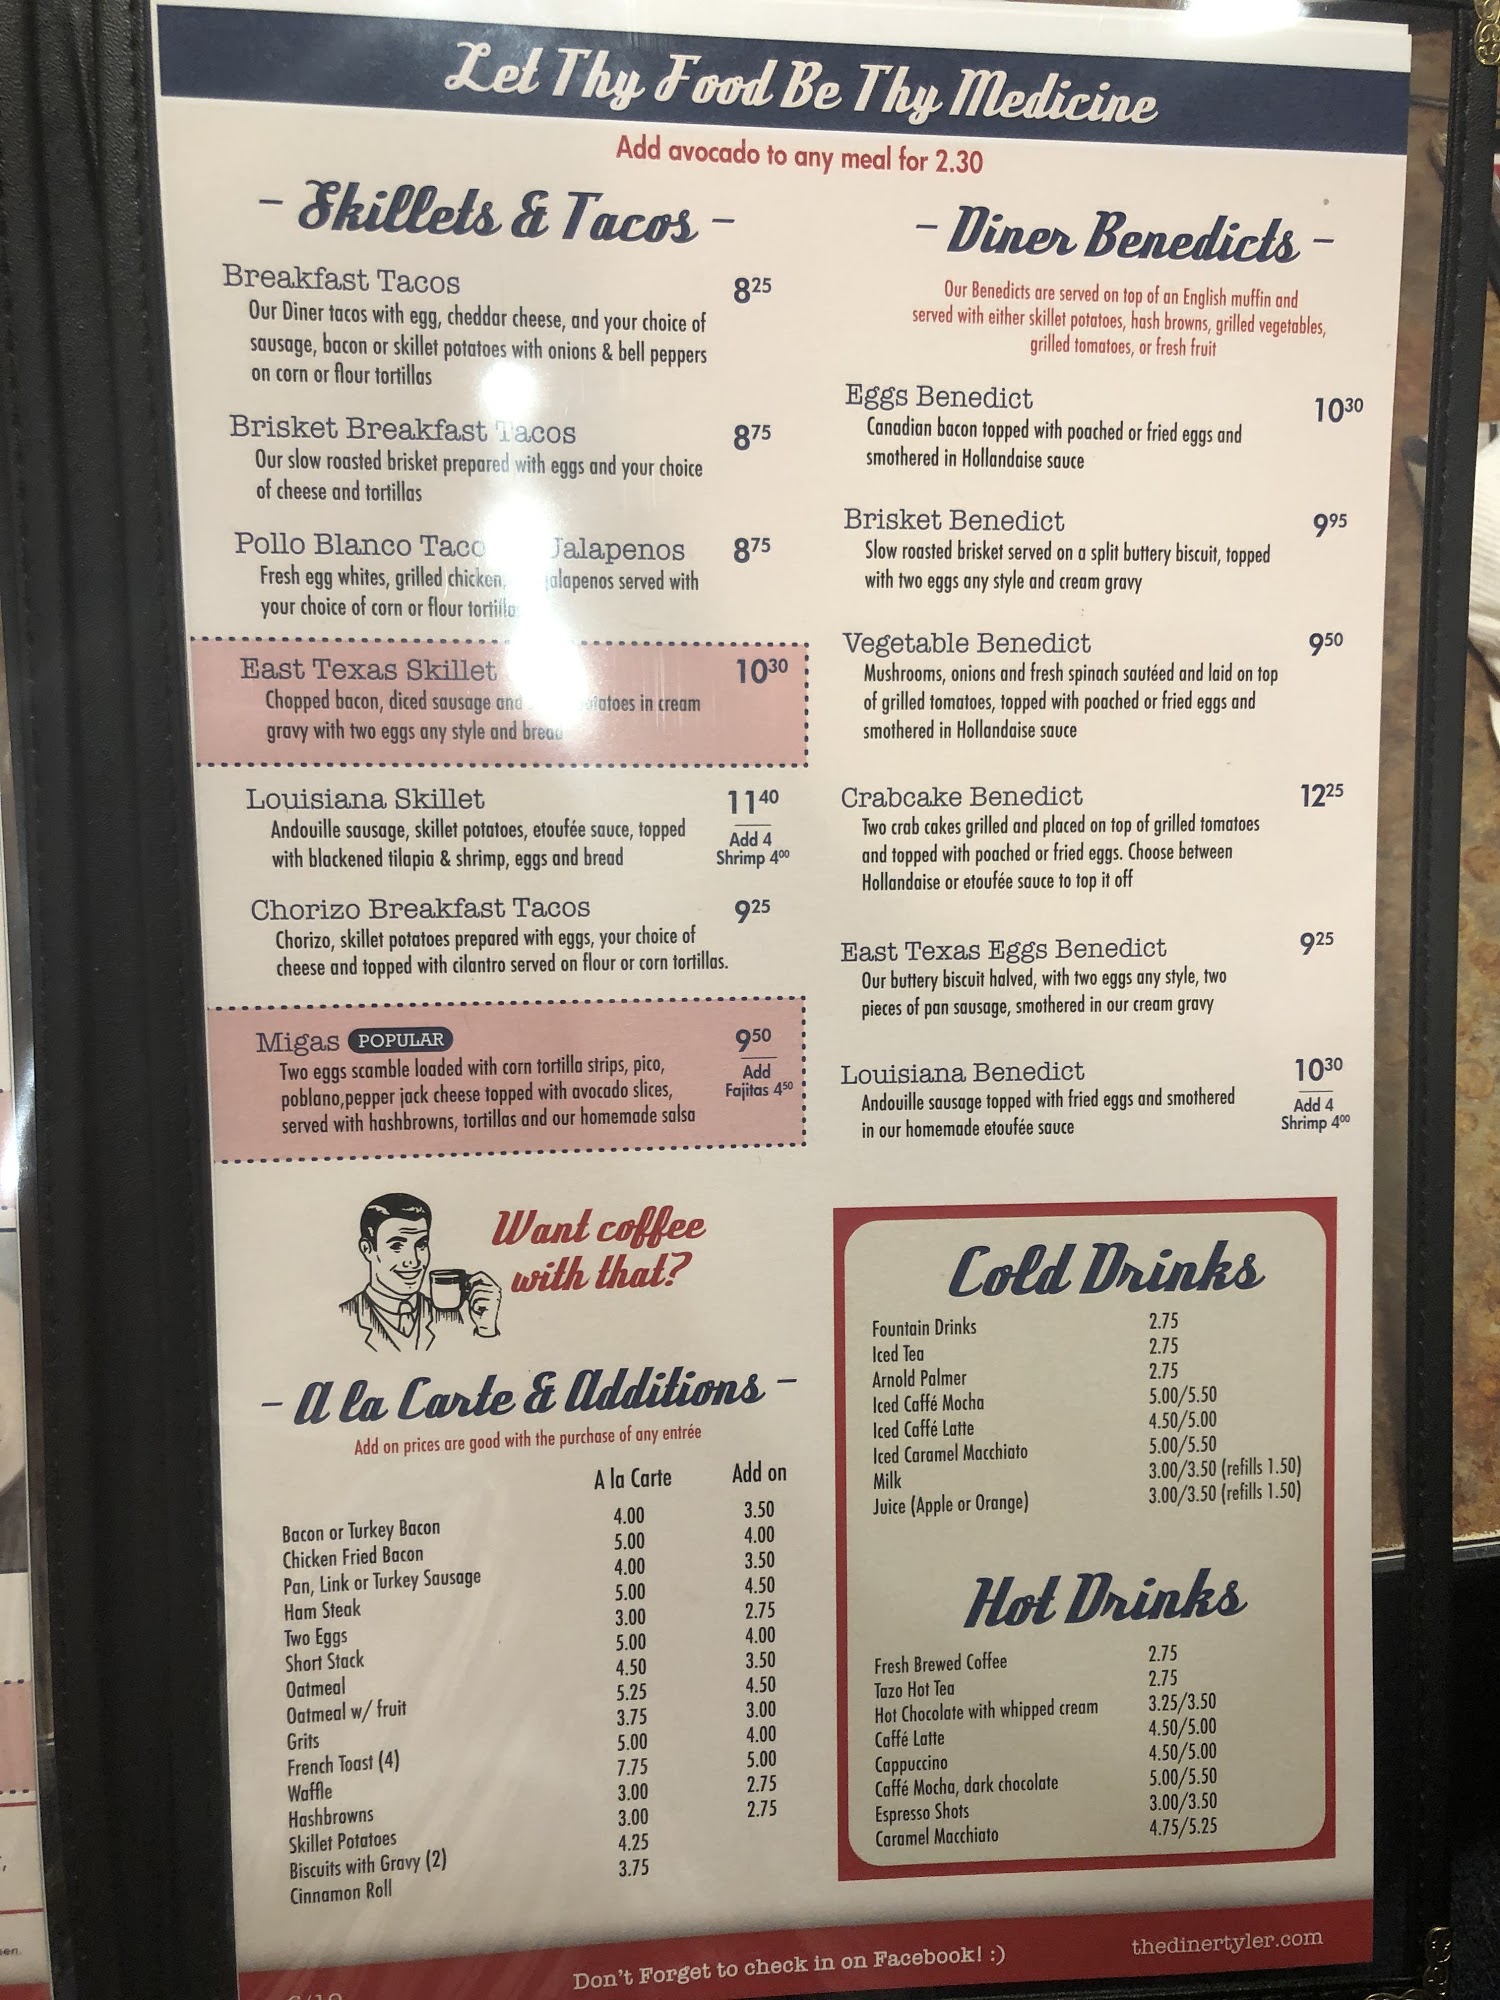 Let Thy Food Be Thy Medicine
Add avocado to any meal for 2.30
- Skillets & Tacos -
Breakfast Tacos 8.25
Our Diner tacos with egg, cheddar cheese, and your choice of
sausage, bacon or skillet potatoes with onions & bell peppers
on corn or flour tortillas
Brisket Breakfast Tacos 8.75
Our slow roasted brisket prepared with eggs and your choice
of cheese and tortillas
Pollo Blanco Jalapenos 8.75
Fresh egg whites, grilled chicken, jalapenos served with
your choice of corn or flour tortilla
East Texas Skillet 10.30
Chopped bacon, diced sausage and potatoes in cream
gravy with two eggs any style and bread
Louisiana Skillet 11.40
Andouille sausage, skillet potatoes, etoufée sauce, topped
with blackened tilapia & shrimp, eggs and bread
Add 4
Shrimp 4.00
Chorizo Breakfast Tacos 9.25
Chorizo, skillet potatoes prepared with eggs, your choice of
cheese and topped with cilantro served on flour or corn tortillas.
Migas POPULAR 9.50
Two eggs scamble loaded with corn tortilla strips, pico,
poblano,pepper jack cheese topped with avocado slices,
served with hashbrowns, tortillas and our homemade salsa
Add
Fajitas 4.50
- Diner Benedicts -
Our Benedicts are served on top of an English muffin and
served with either skillet potatoes, hash browns, grilled vegetables,
grilled tomatoes, or fresh fruit
Eggs Benedict 10.30
Canadian bacon topped with poached or fried eggs and
smothered in Hollandaise sauce
Brisket Benedict 9.95
Slow roasted brisket served on a split buttery biscuit, topped
with two eggs any style and cream gravy
Vegetable Benedict 9.50
Mushrooms, onions and fresh spinach sautéed and laid on top
of grilled tomatoes, topped with poached or fried eggs and
smothered in Hollandaise sauce
Crabcake Benedict 12.25
Two crab cakes grilled and placed on top of grilled tomatoes
and topped with poached or fried eggs. Choose between
Hollandaise or etoufée sauce to top it off
East Texas Eggs Benedict 9.25
Our buttery biscuit halved, with two eggs any style, two
pieces of pan sausage, smothered in our cream gravy
Louisiana Benedict 10.30
Andouille sausage topped with fried eggs and smothered
in our homemade etoufée sauce
Add 4
Shrimp 4.00
Want coffee
with that?
- A la Carte & Additions -
Add on prices are good with the purchase of any entrée
A la Carte Add on
Bacon or Turkey Bacon 4.00 3.50
Chicken Fried Bacon 5.00 4.00
Pan, Link or Turkey Sausage 4.00 3.50
Ham Steak 5.00 4.50
Two Eggs 3.00 2.75
Short Stack 5.00 4.00
Oatmeal 4.50 3.50
Oatmeal w/ fruit 5.25 4.50
Grits 3.75 3.00
French Toast (4) 5.00 4.00
Waffle 7.75 5.00
Hashbrowns 3.00 2.75
Skillet Potatoes 3.00 2.75
Biscuits with Gravy (2) 4.25
Cinnamon Roll 3.75
Cold Drinks
Fountain Drinks 2.75
Iced Tea 2.75
Arnold Palmer 2.75
Iced Caffé Mocha 5.00/5.50
Iced Caffé Latte 4.50/5.00
Iced Caramel Macchiato 5.00/5.50
Milk 3.00/3.50 (refills 1.50)
Juice (Apple or Orange) 3.00/3.50 (refills 1.50)
Hot Drinks
Fresh Brewed Coffee 2.75
Tazo Hot Tea 2.75
Hot Chocolate with whipped cream 3.25/3.50
Caffé Latte 4.50/5.00
Cappuccino 4.50/5.00
Caffé Mocha, dark chocolate 5.00/5.50
Espresso Shots 3.00/3.50
Caramel Macchiato 4.75/5.25
Don't Forget to check in on Facebook! :)
thedinertyler.com